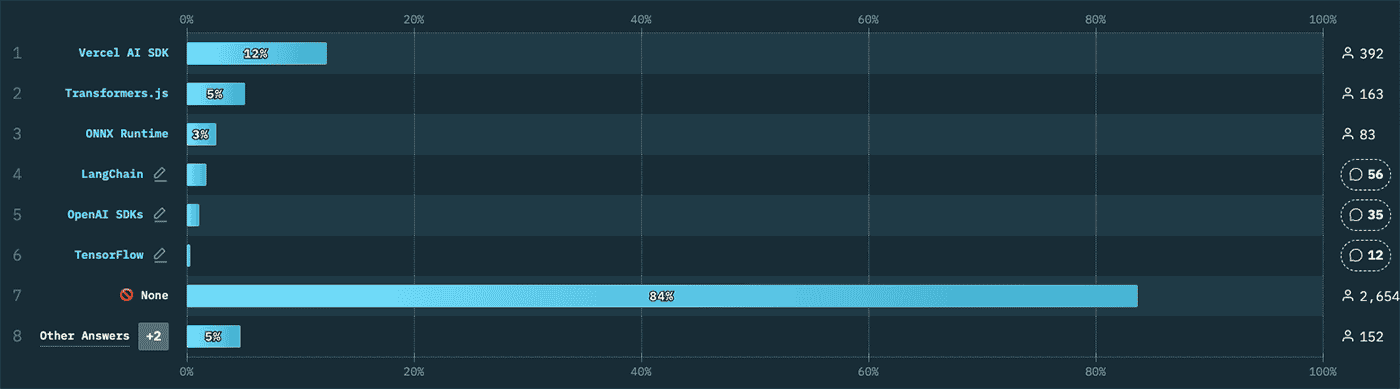 0% 20% 40% 60% 80% 100%
1 Vercel AI SDK 12% 392
2 Transformers.js 5% 163
3 ONNX Runtime 3% 83
4 LangChain 56
5 OpenAI SDKs 35
6 TensorFlow 12
7 🚫 None 84% 2,654
8 Other Answers +2 5% 152
0% 20% 40% 60% 80% 100%